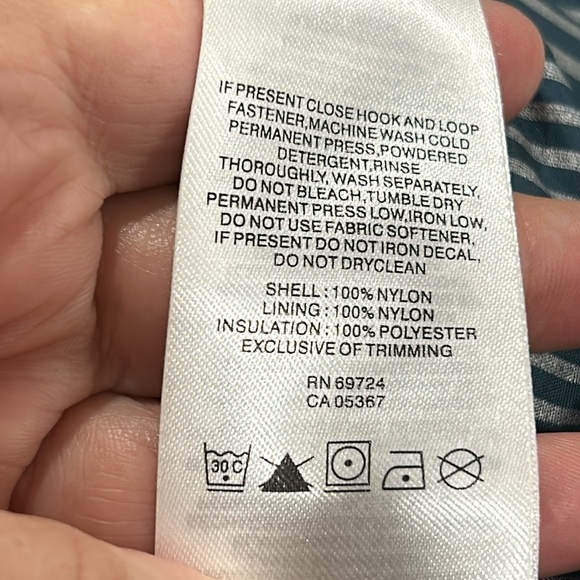 IF PRESENT CLOSE HOOK AND LOOP
FASTENER,MACHINE WASH COLD
PERMANENT PRESS,POWDERED
DETERGENT,RINSE
THOROUGHLY, WASH SEPARATELY,
DO NOT BLEACH,TUMBLE DRY
PERMANENT PRESS LOW,IRON LOW,
DO NOT USE FABRIC SOFTENER,
IF PRESENT DO NOT IRON DECAL,
DO NOT DRYCLEAN
SHELL : 100% NYLON
LINING : 100% NYLON
INSULATION : 100% POLYESTER
EXCLUSIVE OF TRIMMING
RN 69724
CA 05367
30 C